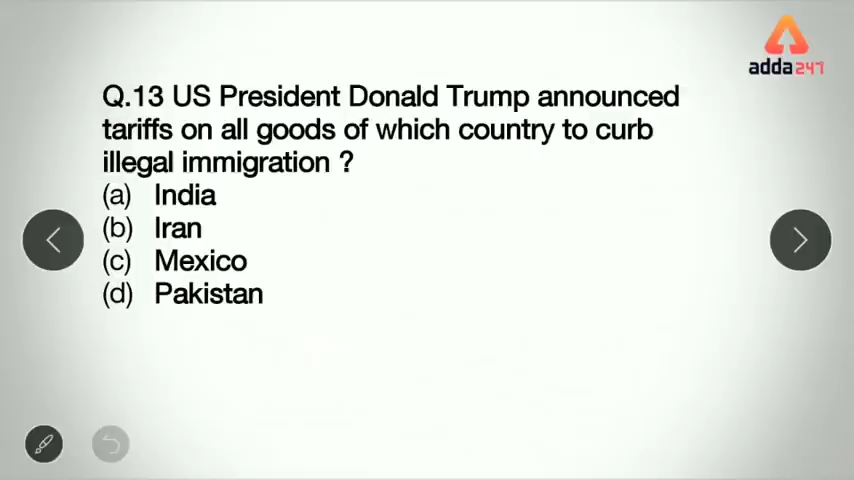 adda247
Q.13 US President Donald Trump announced
tariffs on all goods of which country to curb
illegal immigration ?
(a) India
(b) Iran
(c) Mexico
(d) Pakistan